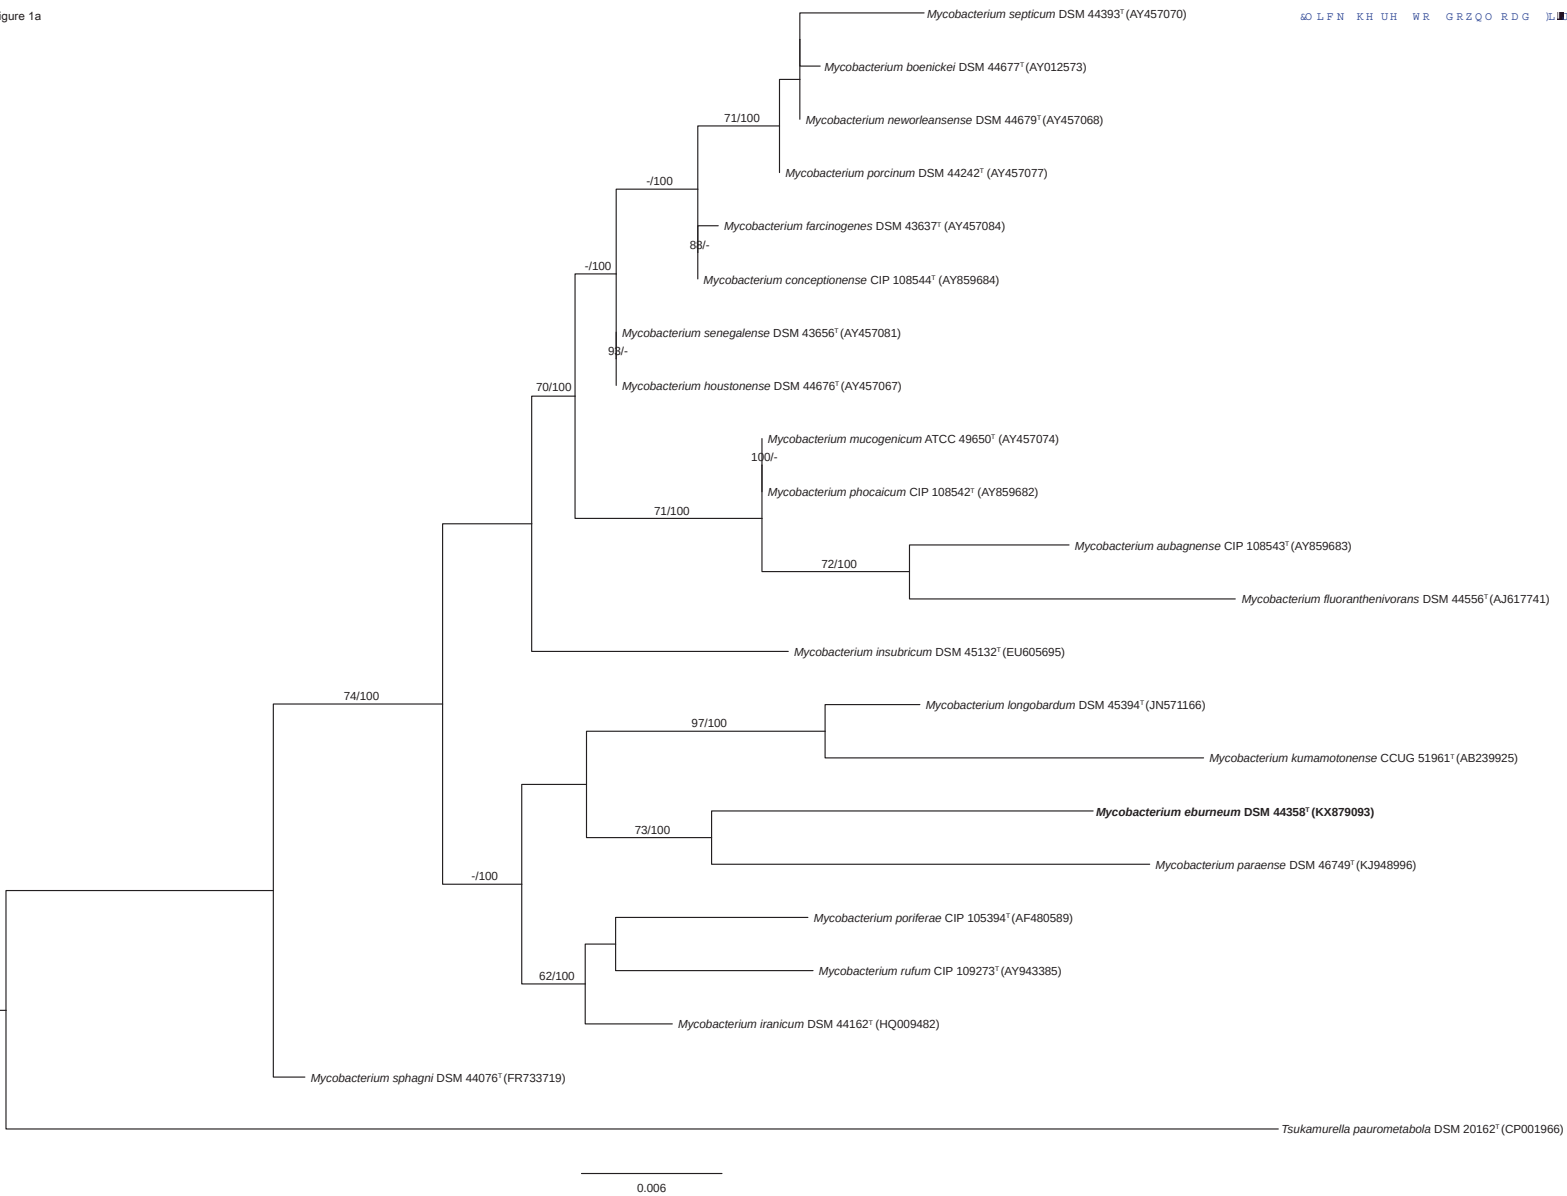 igure 1a
&OLFN KHUH WR GRZQORDG )L
Mycobacterium septicum DSM 44393ᵀ (AY457070)
Mycobacterium boenickei DSM 44677ᵀ (AY012573)
71/100
Mycobacterium neworleansense DSM 44679ᵀ (AY457068)
Mycobacterium porcinum DSM 44242ᵀ (AY457077)
-/100
Mycobacterium farcinogenes DSM 43637ᵀ (AY457084)
88/-
-/100
Mycobacterium conceptionense CIP 108544ᵀ (AY859684)
Mycobacterium senegalense DSM 43656ᵀ (AY457081)
93/-
70/100
Mycobacterium houstonense DSM 44676ᵀ (AY457067)
Mycobacterium mucogenicum ATCC 49650ᵀ (AY457074)
100/-
Mycobacterium phocaicum CIP 108542ᵀ (AY859682)
71/100
Mycobacterium aubagnense CIP 108543ᵀ (AY859683)
72/100
Mycobacterium fluoranthenivorans DSM 44556ᵀ (AJ617741)
Mycobacterium insubricum DSM 45132ᵀ (EU605695)
74/100
Mycobacterium longobardum DSM 45394ᵀ (JN571166)
97/100
Mycobacterium kumamotonense CCUG 51961ᵀ (AB239925)
Mycobacterium eburneum DSM 44358ᵀ (KX879093)
73/100
Mycobacterium paraense DSM 46749ᵀ (KJ948996)
-/100
Mycobacterium poriferae CIP 105394ᵀ (AF480589)
Mycobacterium rufum CIP 109273ᵀ (AY943385)
62/100
Mycobacterium iranicum DSM 44162ᵀ (HQ009482)
Mycobacterium sphagni DSM 44076ᵀ (FR733719)
Tsukamurella paurometabola DSM 20162ᵀ (CP001966)
0.006